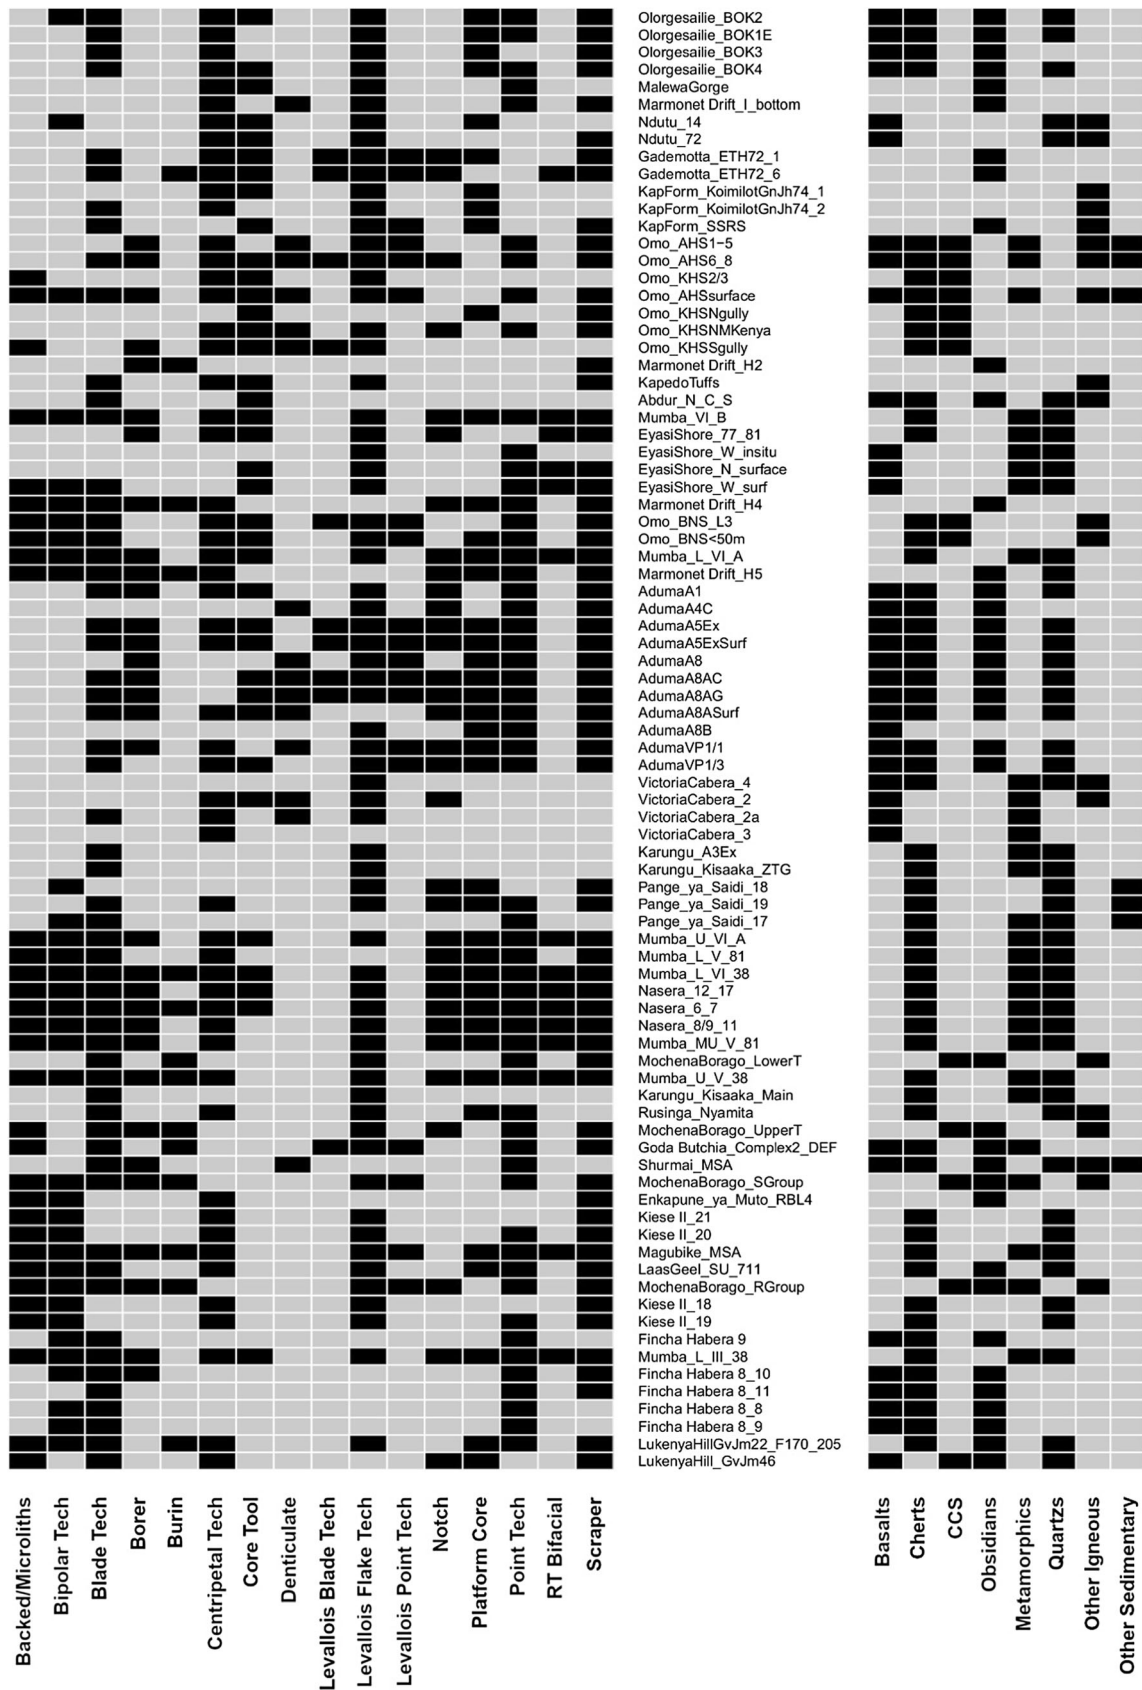 Olorgesailie_BOK2
Olorgesailie_BOK1E
Olorgesailie_BOK3
Olorgesailie_BOK4
MalewaGorge
Marmonet Drift_I_bottom
Ndutu_14
Ndutu_72
Gademotta_ETH72_1
Gademotta_ETH72_6
KapForm_KoimilotGnJh74_1
KapForm_KoimilotGnJh74_2
KapForm_SSRS
Omo_AHS1−5
Omo_AHS6_8
Omo_KHS2/3
Omo_AHSsurface
Omo_KHSNgully
Omo_KHSNMKenya
Omo_KHSSgully
Marmonet Drift_H2
KapedoTuffs
Abdur_N_C_S
Mumba_VI_B
EyasiShore_77_81
EyasiShore_W_insitu
EyasiShore_N_surface
EyasiShore_W_surf
Marmonet Drift_H4
Omo_BNS_L3
Omo_BNS<50m
Mumba_L_VI_A
Marmonet Drift_H5
AdumaA1
AdumaA4C
AdumaA5Ex
AdumaA5ExSurf
AdumaA8
AdumaA8AC
AdumaA8AG
AdumaA8ASurf
AdumaA8B
AdumaVP1/1
AdumaVP1/3
VictoriaCabera_4
VictoriaCabera_2
VictoriaCabera_2a
VictoriaCabera_3
Karungu_A3Ex
Karungu_Kisaaka_ZTG
Pange_ya_Saidi_18
Pange_ya_Saidi_19
Pange_ya_Saidi_17
Mumba_U_VI_A
Mumba_L_V_81
Mumba_L_VI_38
Nasera_12_17
Nasera_6_7
Nasera_8/9_11
Mumba_MU_V_81
MochenaBorago_LowerT
Mumba_U_V_38
Karungu_Kisaaka_Main
Rusinga_Nyamita
MochenaBorago_UpperT
Goda Butchia_Complex2_DEF
Shurmai_MSA
MochenaBorago_SGroup
Enkapune_ya_Muto_RBL4
Kiese II_21
Kiese II_20
Magubike_MSA
LaasGeel_SU_711
MochenaBorago_RGroup
Kiese II_18
Kiese II_19
Fincha Habera 9
Mumba_L_III_38
Fincha Habera 8_10
Fincha Habera 8_11
Fincha Habera 8_8
Fincha Habera 8_9
LukenyaHillGvJm22_F170_205
LukenyaHill_GvJm46
Backed/Microliths
Bipolar Tech
Blade Tech
Borer
Burin
Centripetal Tech
Core Tool
Denticulate
Levallois Blade Tech
Levallois Flake Tech
Levallois Point Tech
Notch
Platform Core
Point Tech
RT Bifacial
Scraper
Basalts
Cherts
CCS
Obsidians
Metamorphics
Quartzs
Other Igneous
Other Sedimentary